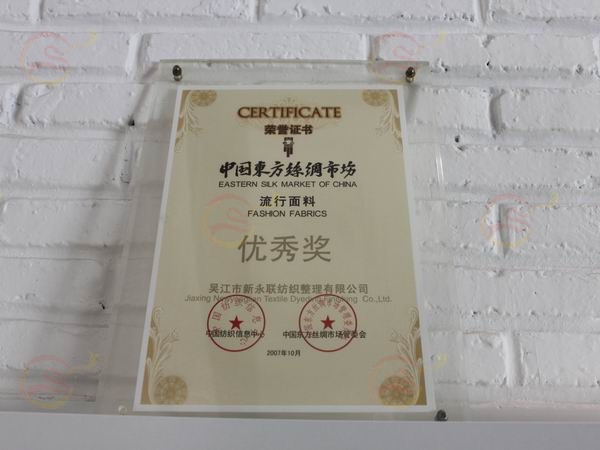 CERTIFICATE
荣誉证书
中国東方絲綢市场
EASTERN SILK MARKET OF CHINA
流行面料
FASHION FABRICS
优秀奖
吴江市新永联纺织整理有限公司
Jiaxing Textile Dyeing Co.,Ltd.
中国纺织信息中心
中国东方丝绸市场管委会
2007年10月